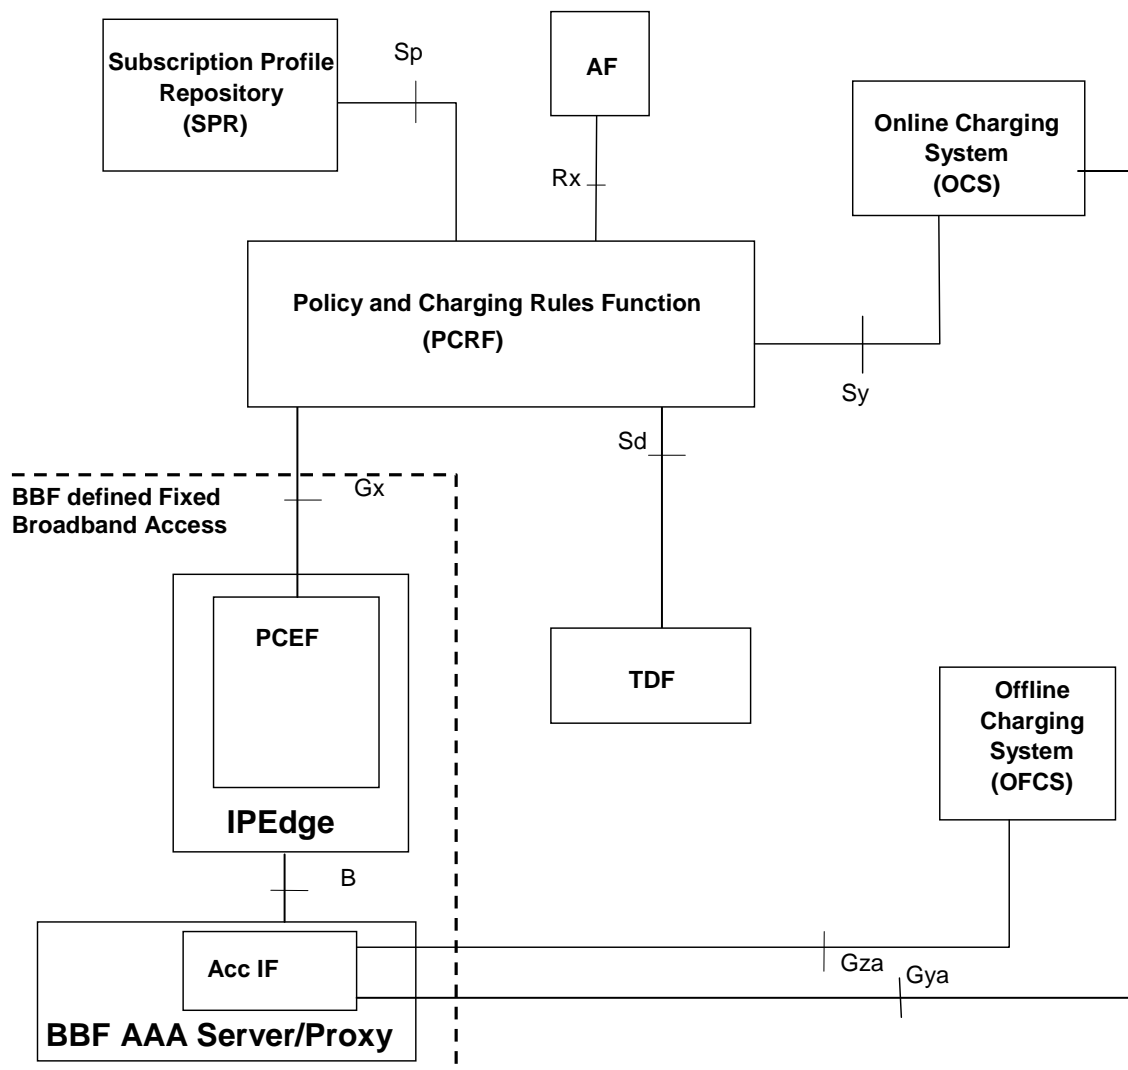 Subscription Profile
Repository
(SPR)
Sp
AF
Rx
Online Charging
System
(OCS)
Policy and Charging Rules Function
(PCRF)
Sy
Sd
Gx
BBF defined Fixed
Broadband Access
PCEF
IPEdge
TDF
Offline
Charging
System
(OFCS)
B
Acc IF
BBF AAA Server/Proxy
Gza
Gya